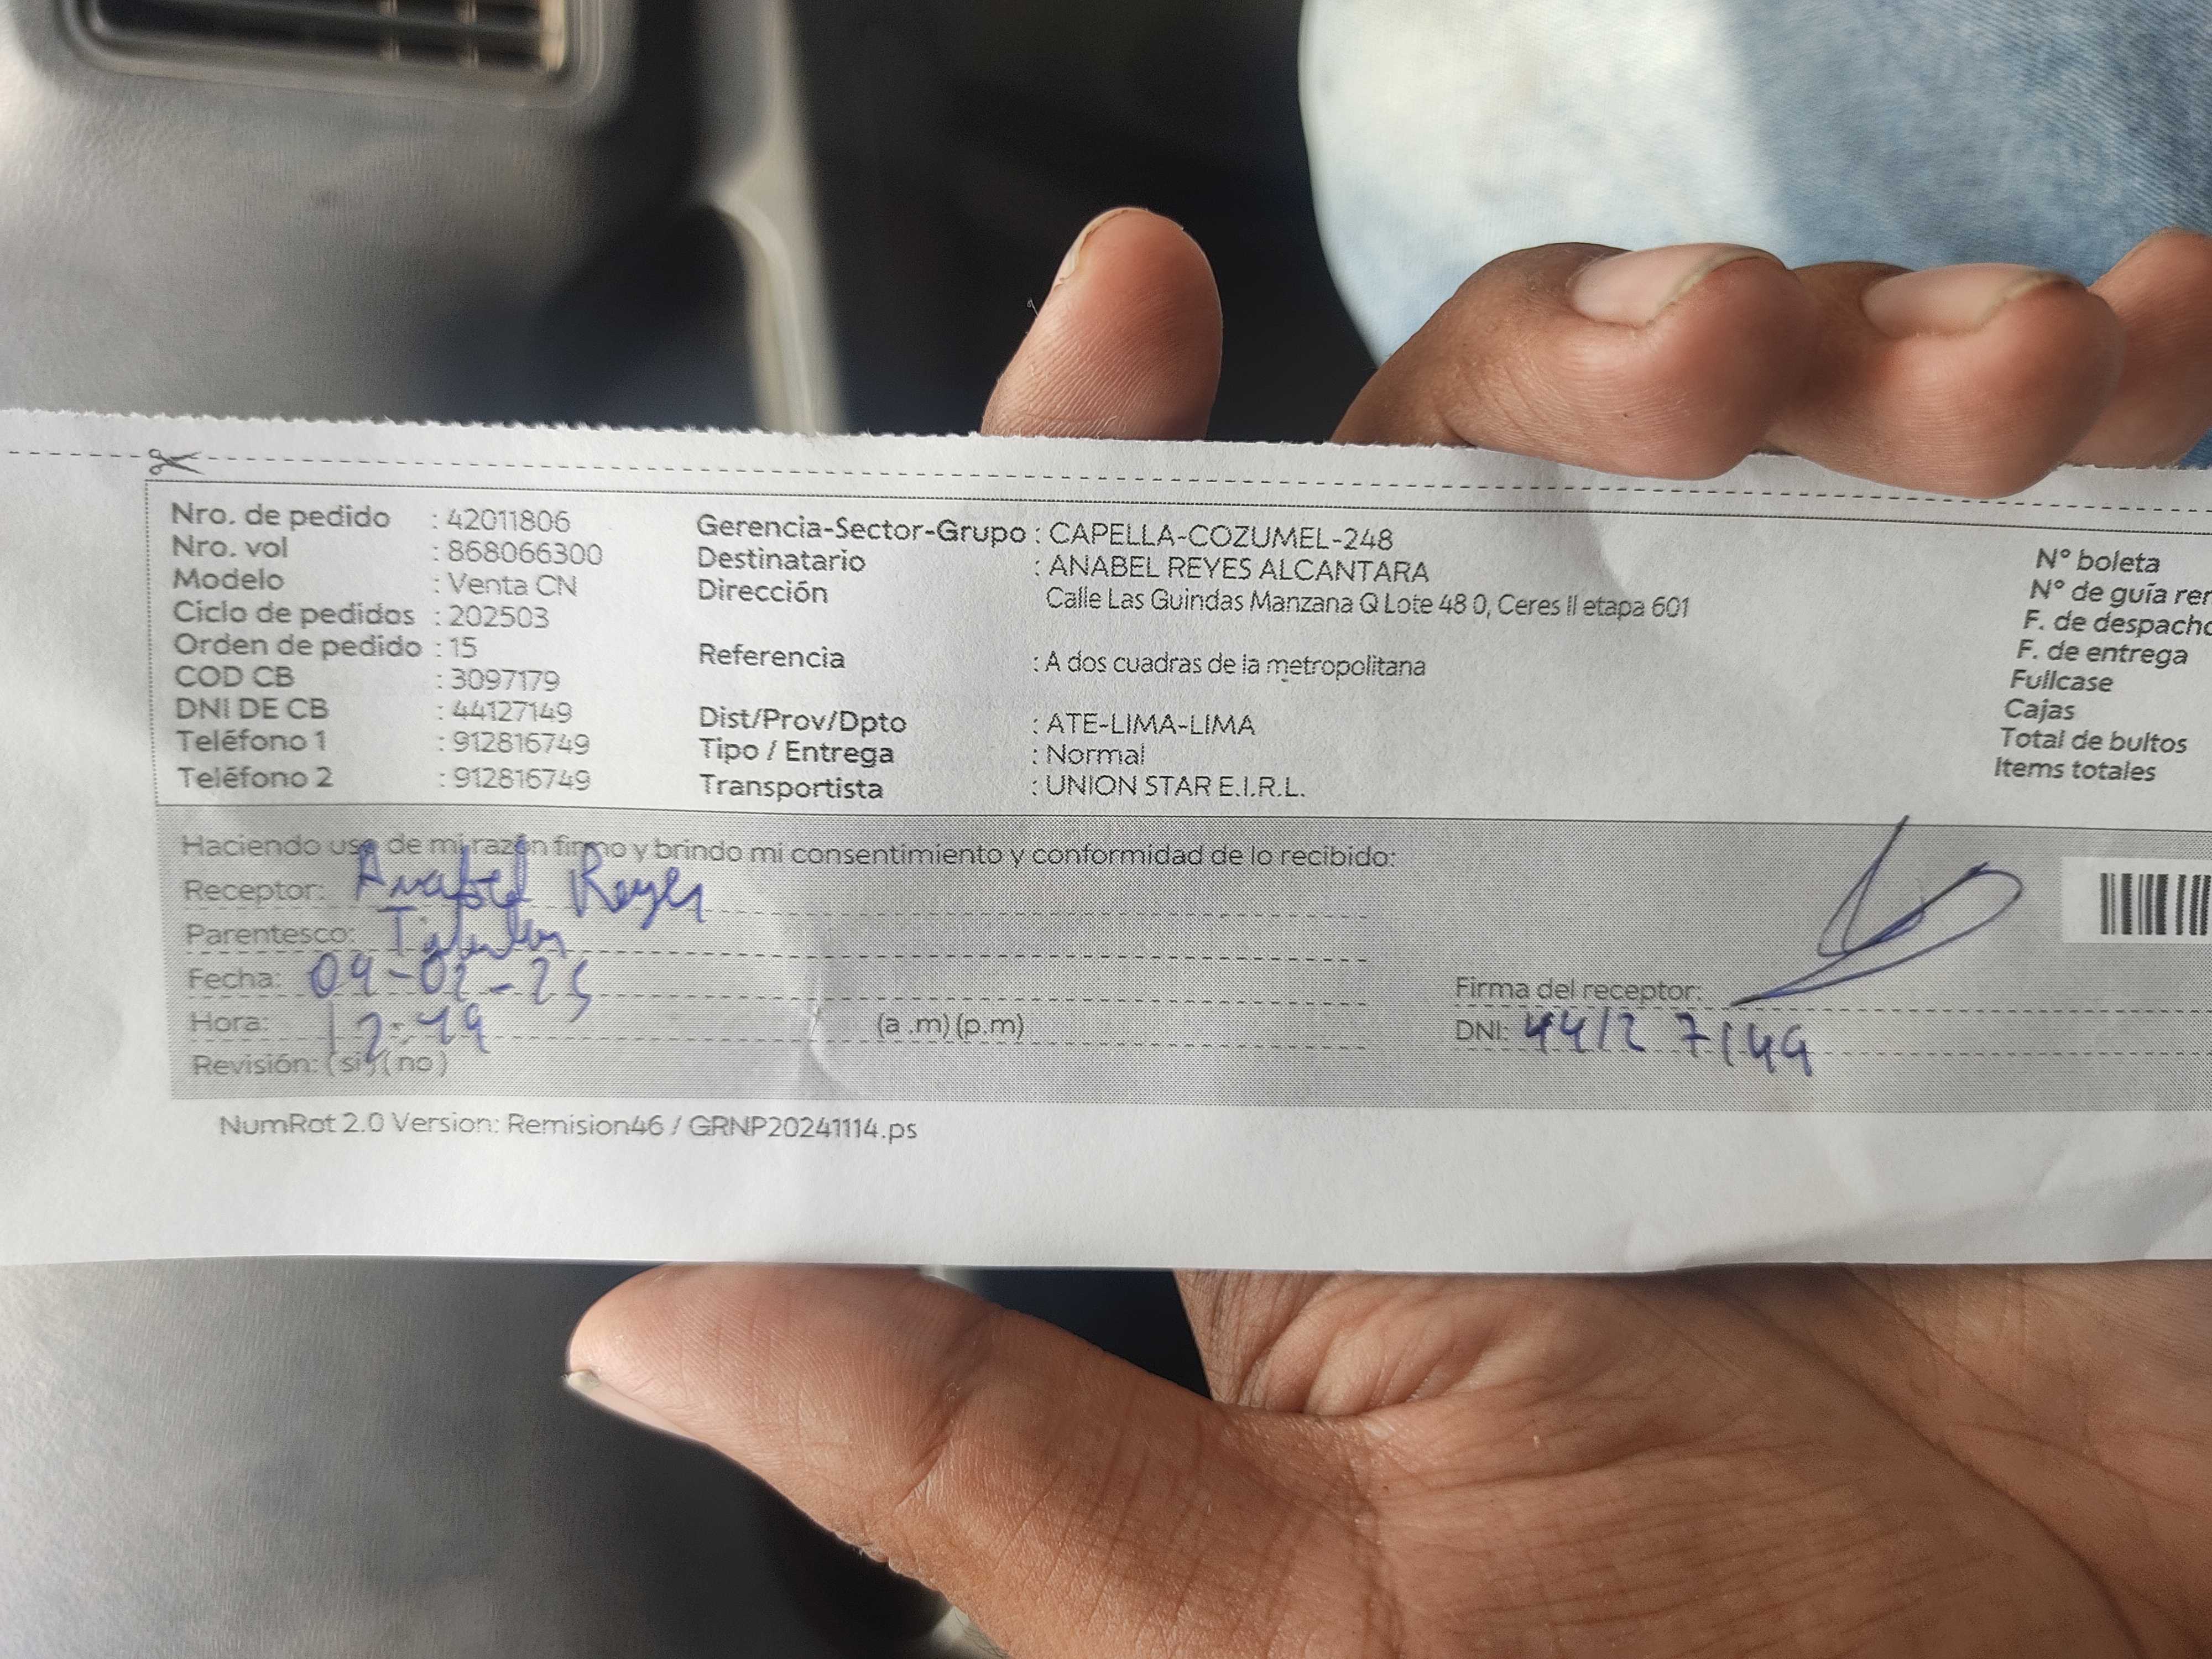 Nro. de pedido : 42011806
Nro. vol : 868066300
Modelo : Venta CN
Ciclo de pedidos : 202503
Orden de pedido : 15
COD CB : 3097179
DNI DE CB : 44127149
Teléfono 1 : 912816749
Teléfono 2 : 912816749
Gerencia-Sector-Grupo : CAPELLA-COZUMEL-248
Destinatario : ANABEL REYES ALCANTARA
Dirección Calle Las Guindas Manzana Q Lote 48 0, Ceres II etapa 601
Referencia : A dos cuadras de la metropolitana
Dist/Prov/Dpto : ATE-LIMA-LIMA
Tipo / Entrega : Normal
Transportista : UNION STAR E.I.R.L.
N° boleta
N° de guía rer
F. de despacho
F. de entrega
Fullcase
Cajas
Total de bultos
Items totales
Haciendo uso de mi razón firmo y brindo mi consentimiento y conformidad de lo recibido:
Receptor: Anabel Reyes
Parentesco:
Fecha: 09-02-25
Hora: 12:49 (a .m) (p.m)
Revisión: (si) (no)
Firma del receptor:
DNI: 44127149
NumRot 2.0 Version: Remision46 / GRNP20241114.ps